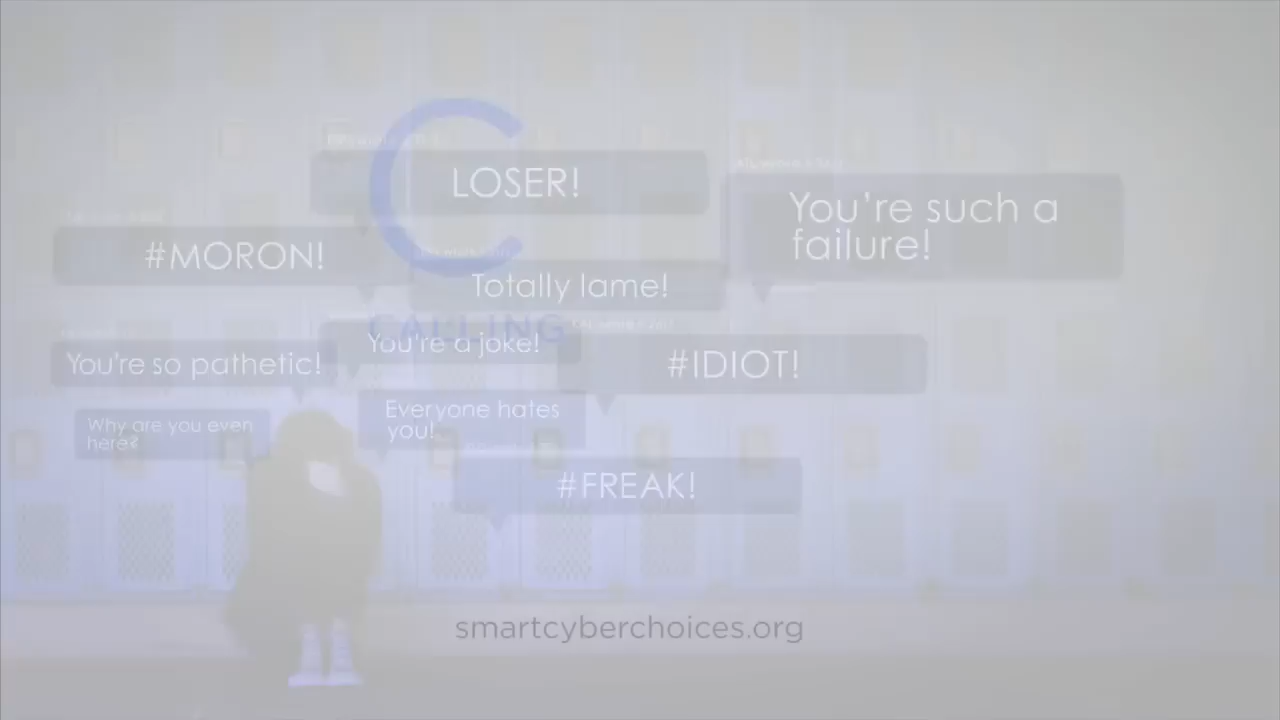 LOSER!
You're such a
failure!
#MORON!
Totally lame!
CALLING
You're a joke!
You're so pathetic!
#IDIOT!
Everyone hates
you!
Why are you even
here?
#FREAK!
smartcyberchoices.org